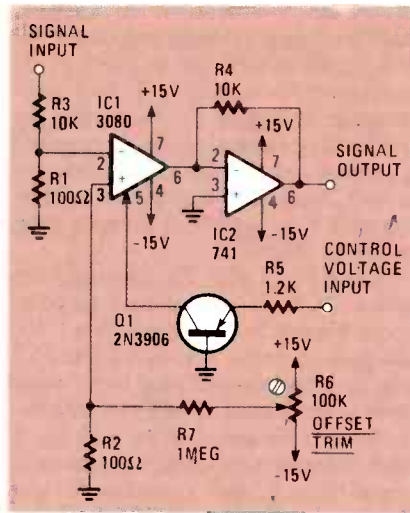 SIGNAL
INPUT
R3
10K
IC1
3080
+15V
R4
10K
+15V
7
2
6
3
5
4
7
2
6
3
4
R1
100Ω
-15V
-15V
IC2
741
SIGNAL
OUTPUT
CONTROL
VOLTAGE
INPUT
R5
1.2K
Q1
2N3906
+15V
R6
100K
OFFSET
TRIM
R7
1MEG
-15V
R2
100Ω